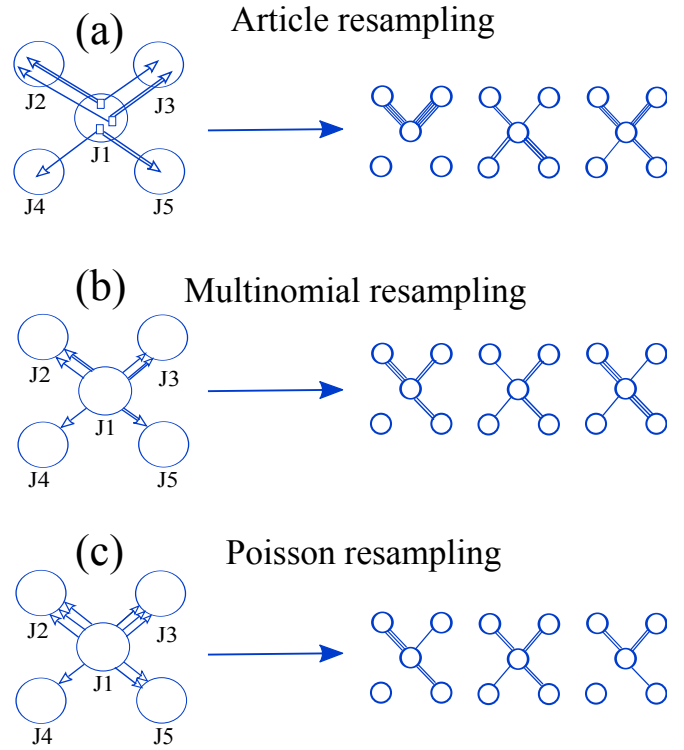 (a) Article resampling
J2
J3
J1
J4
J5
(b) Multinomial resampling
J2
J3
J1
J4
J5
(c) Poisson resampling
J2
J3
J1
J4
J5